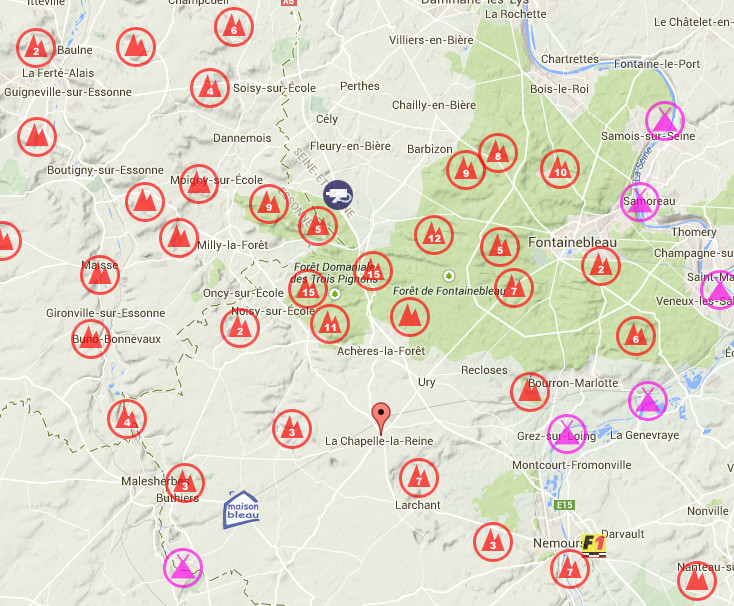 Itteville
Champcueil
A6
Dammarie-les-Lys
La Rochette
6
Le Châtelet-en-
Villiers-en-Bière
2
Baulne
Chartrettes
Fontaine-le-Port
La Ferté-Alais
Guigneville-sur-Essonne
4
Soisy-sur-École
Perthes
Bois-le-Roi
Chailly-en-Bière
Cély
Dannemois
Fleury-en-Bière
Barbizon
Samois-sur-Seine
8
9
10
La Seine
Boutigny-sur-Essonne
Moigny-sur-École
SEINE-ET-
ESSONNE
9
5
Samoreau
Thomery
12
5
Fontainebleau
Milly-la-Forêt
Champagne-su
Maisse
Forêt Domaniale
des Trois Pignons
15
2
Saint-Ma
Oncy-sur-École
15
Forêt de Fontainebleau
7
Veneux-les-Sab
Gironville-sur-Essonne
Noisy-sur-École
2
11
6
Buno-Bonnevaux
Achères-la-Forêt
Recloses
Ury
Bourron-Marlotte
4
3
La Chapelle-la-Reine
Grez-sur-Loing
La Genevraye
Montcourt-Fromonville
Malesherbes
3
Buthiers
7
Larchant
maison
bleau
E15
Nonville
3
Nemours
F1
Darvault
7
Nanteau-su